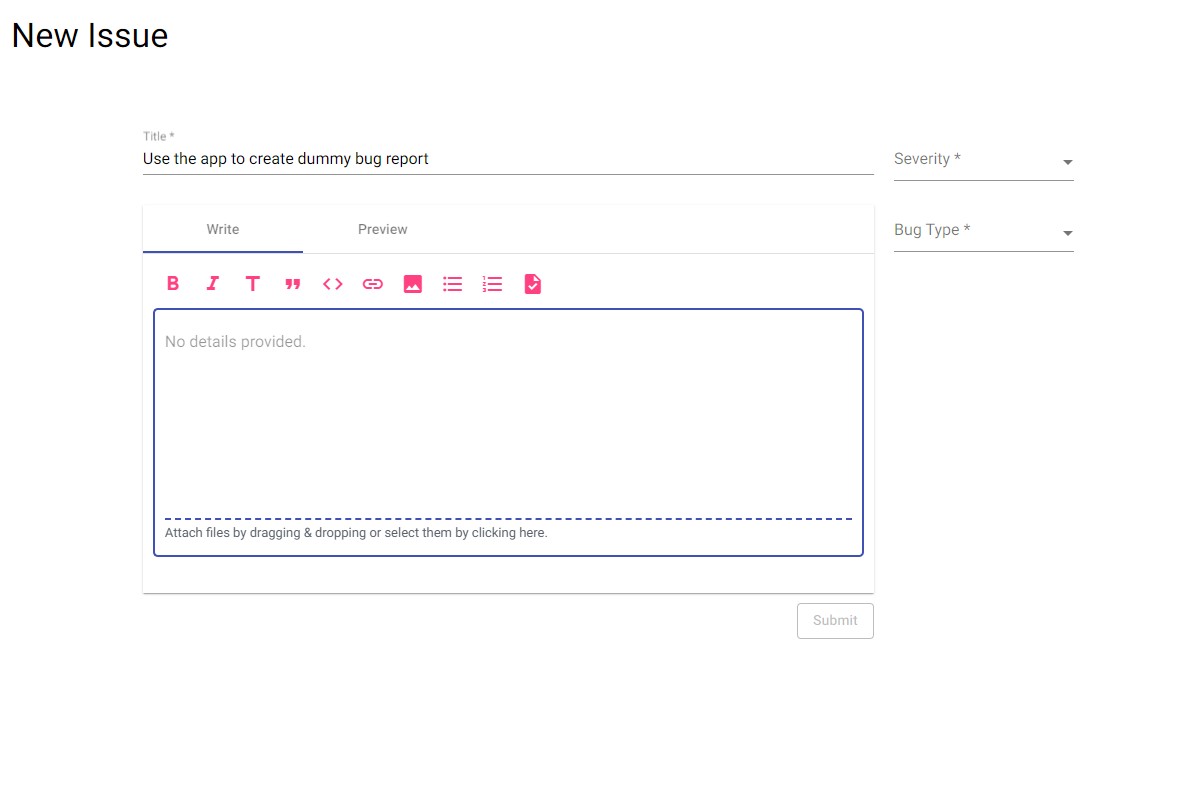 New Issue
Title *
Use the app to create dummy bug report
Severity *
Write Preview
Bug Type *
No details provided.
Attach files by dragging & dropping or select them by clicking here.
Submit